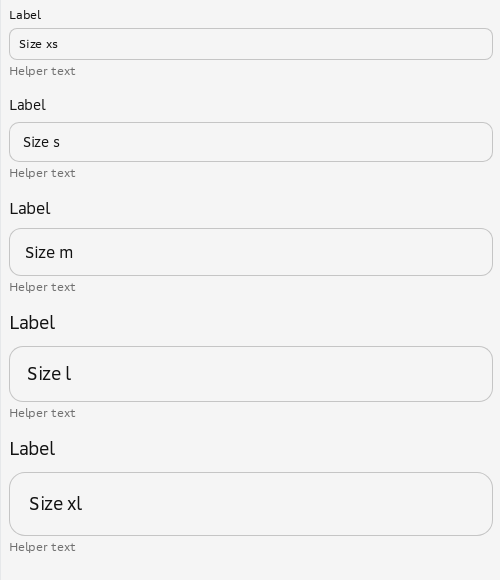 Label
Size xs
Helper text
Label
Size s
Helper text
Label
Size m
Helper text
Label
Size l
Helper text
Label
Size xl
Helper text